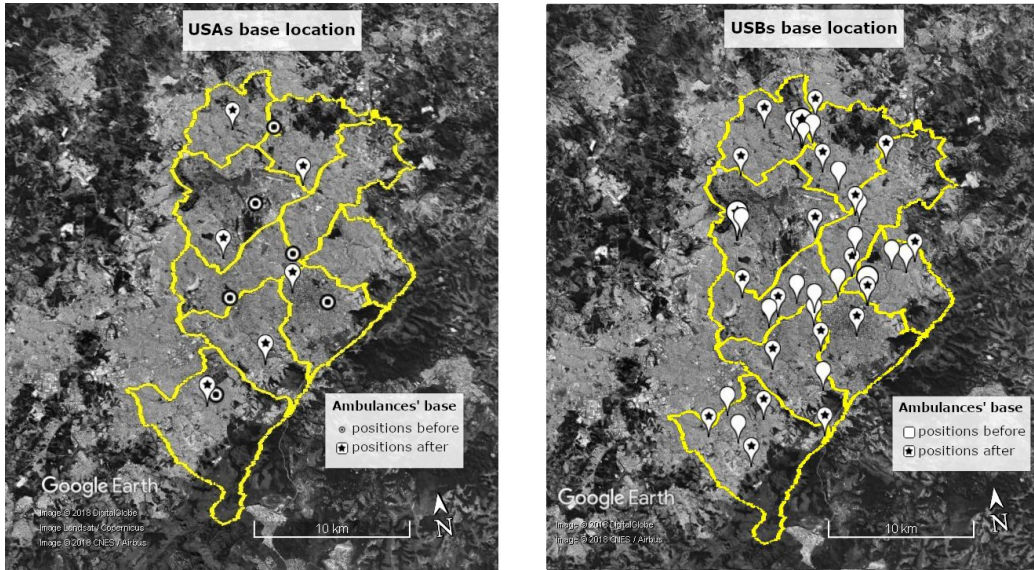 USAs base location
Ambulances' base
positions before
positions after
Google Earth
Image © 2018 DigitalGlobe
Image Landsat / Copernicus
Image © 2018 CNES / Airbus
10 km
N
USBs base location
Ambulances' base
positions before
positions after
Google Earth
Image © 2018 DigitalGlobe
Image © 2018 CNES / Airbus
10 km
N